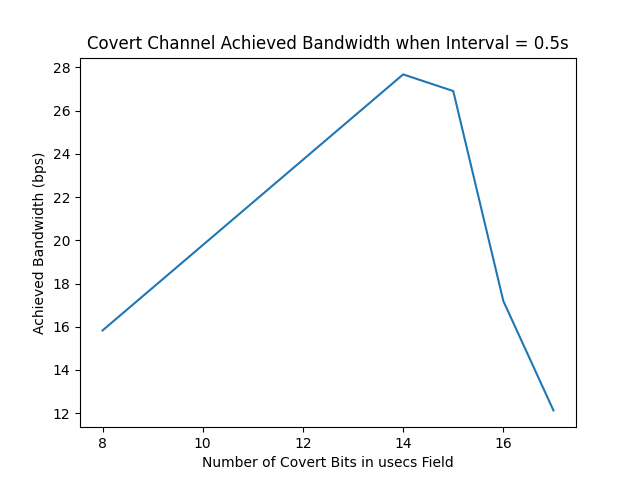 Covert Channel Achieved Bandwidth when Interval = 0.5s
28
26
24
22
20
18
16
14
12
Achieved Bandwidth (bps)
8 10 12 14 16
Number of Covert Bits in usecs Field